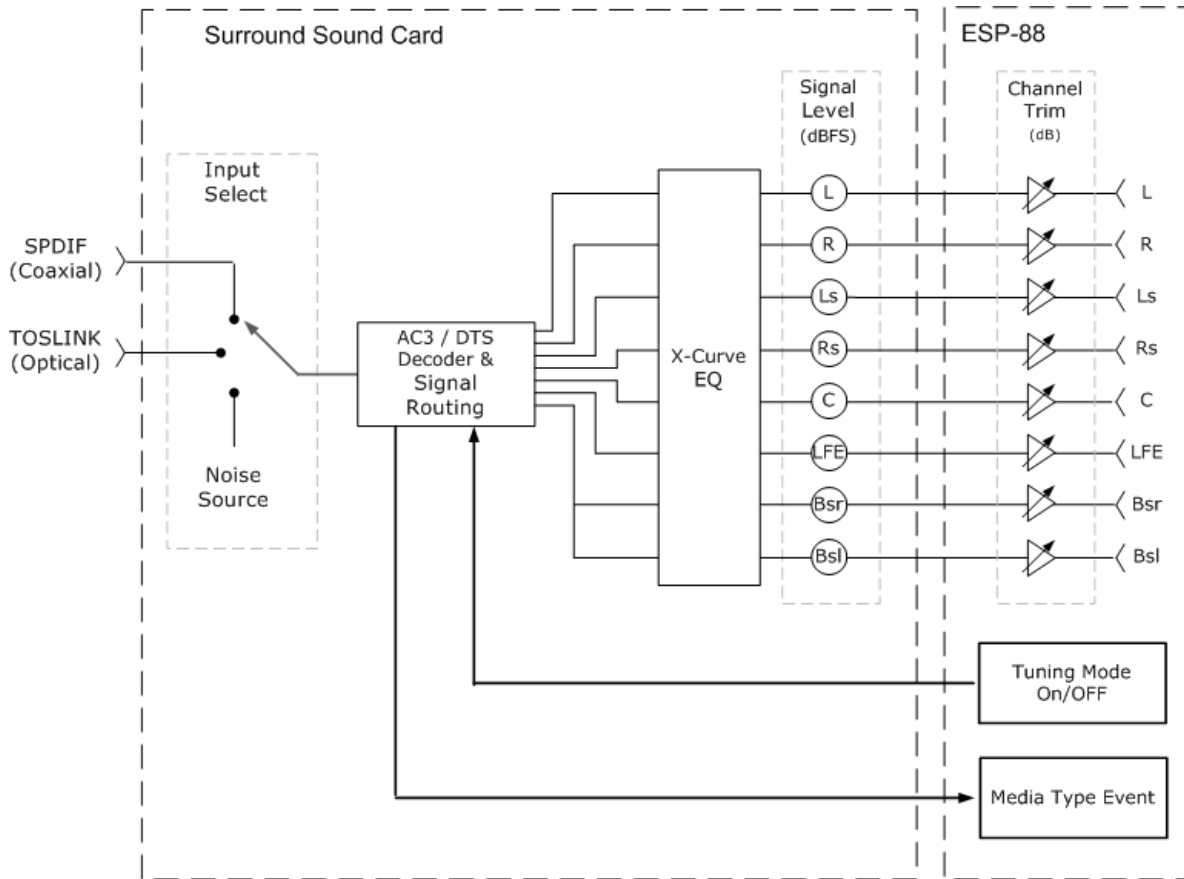 Surround Sound Card
ESP-88
Signal
Level
(dBFS)
Channel
Trim
(dB)
Input
Select
SPDIF
(Coaxial)
TOSLINK
(Optical)
Noise
Source
AC3 / DTS
Decoder &
Signal
Routing
X-Curve
EQ
L
L
R
R
Ls
Ls
Rs
Rs
C
C
LFE
LFE
Bsr
Bsr
Bsl
Bsl
Tuning Mode
On/OFF
Media Type Event